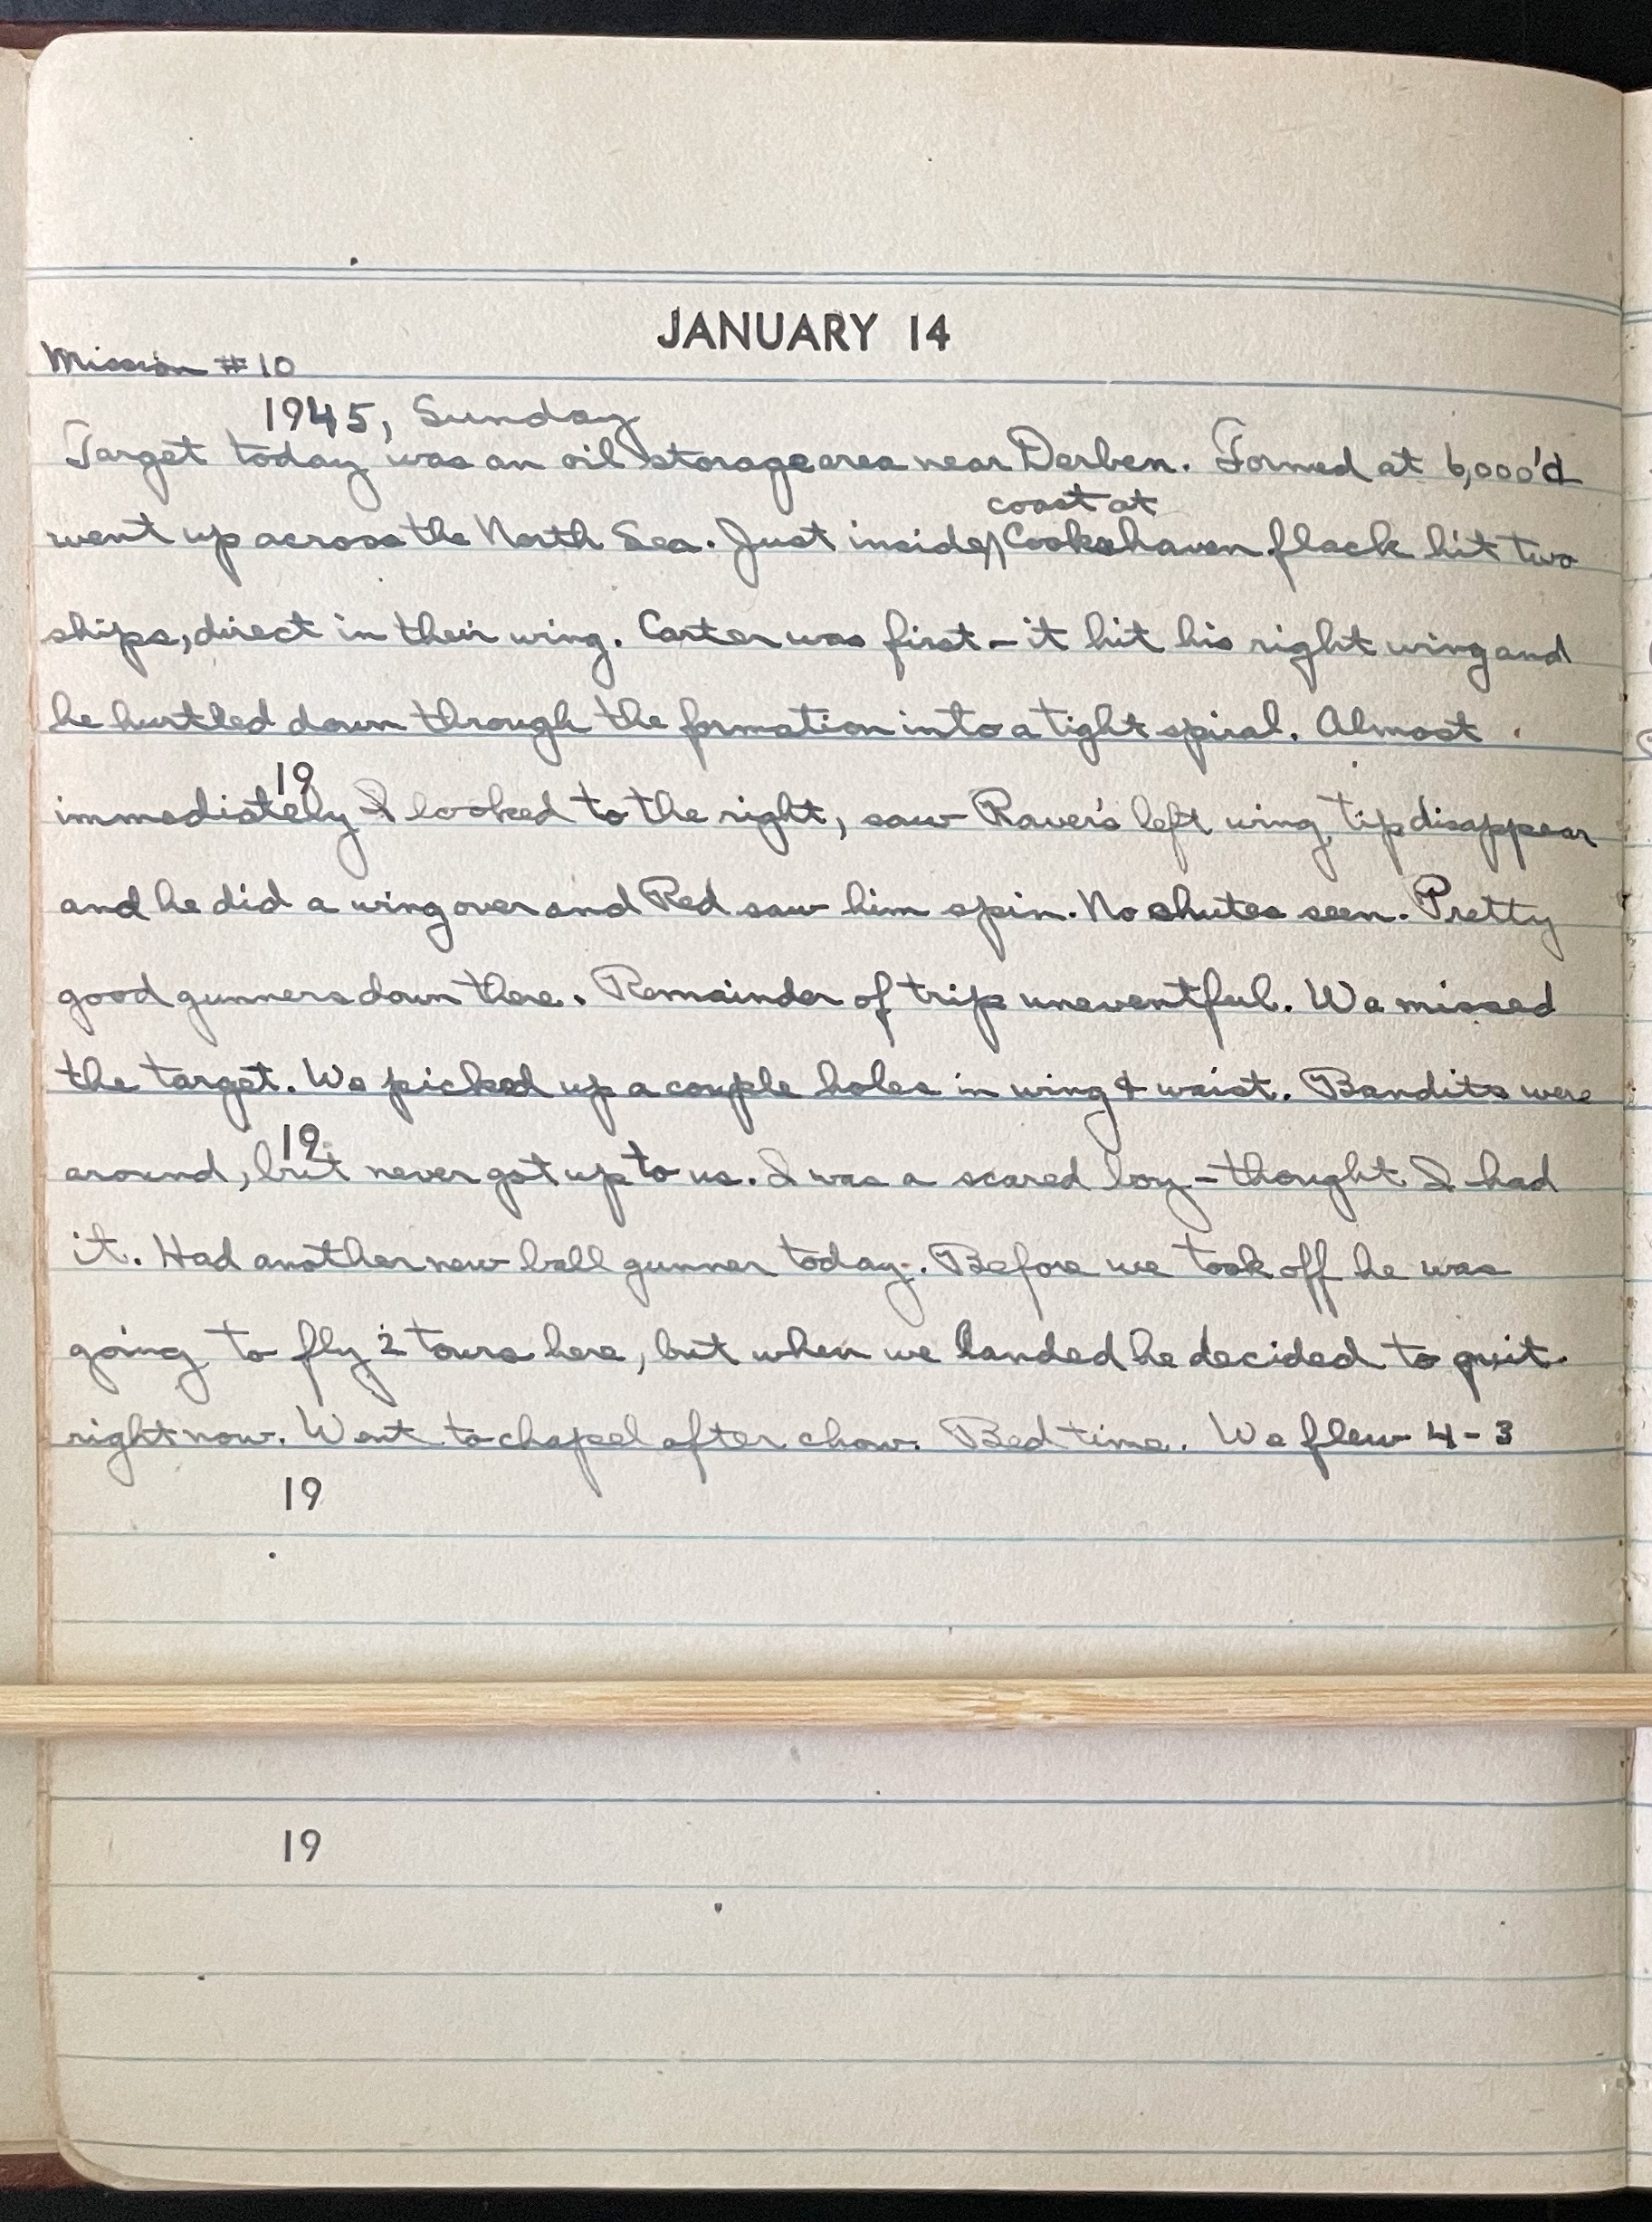 JANUARY 14
Mission #10
1945, Sunday
Target today was an oil storage area near Derben. Formed at 6,000' &
coast at
went up across the North Sea. Just inside Cookshaven flack hit two
ships, direct in their wing. Carter was first - it hit his right wing and
he hurtled down through the formation into a tight spiral. Almost
19
immediately I looked to the right, saw Raver's left wing tip disappear
and he did a wing over and Red saw him spin. No shutes seen. Pretty
good gunners down there. Remainder of trip uneventful. We missed
the target. We picked up a couple holes in wing & waist. Bandits were
19
around, but never got up to us. I was a scared boy - thought I had
it. Had another new ball gunner today. Before we took off he was
going to fly 2 tours here, but when we landed he decided to quit
right now. Went to chapel after chow. Bed time. We flew 4-3
19
19